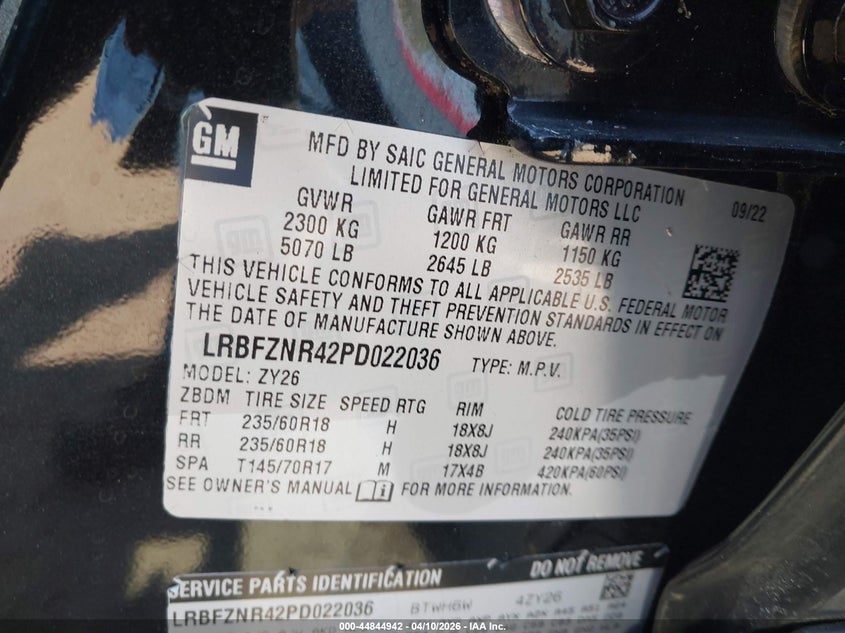 GM
MFD BY SAIC GENERAL MOTORS CORPORATION
LIMITED FOR GENERAL MOTORS LLC
GVWR GAWR FRT GAWR RR 09/22
2300 KG 1200 KG 1150 KG
5070 LB 2645 LB 2535 LB
THIS VEHICLE CONFORMS TO ALL APPLICABLE U.S. FEDERAL MOTOR
VEHICLE SAFETY AND THEFT PREVENTION STANDARDS IN EFFECT ON
THE DATE OF MANUFACTURE SHOWN ABOVE.
LRBFZNR42PD022036 TYPE: M.P.V.
MODEL: ZY26
ZBDM TIRE SIZE SPEED RTG RIM COLD TIRE PRESSURE
FRT 235/60R18 H 18X8J 240KPA(35PSI)
RR 235/60R18 H 18X8J 240KPA(35PSI)
SPA T145/70R17 M 17X4B 420KPA(60PSI)
SEE OWNER'S MANUAL FOR MORE INFORMATION.
SERVICE PARTS IDENTIFICATION DO NOT REMOVE
LRBFZNR42PD022036 BTWH6W 4ZY26
000-44844942 - 04/10/2026 - IAA Inc.